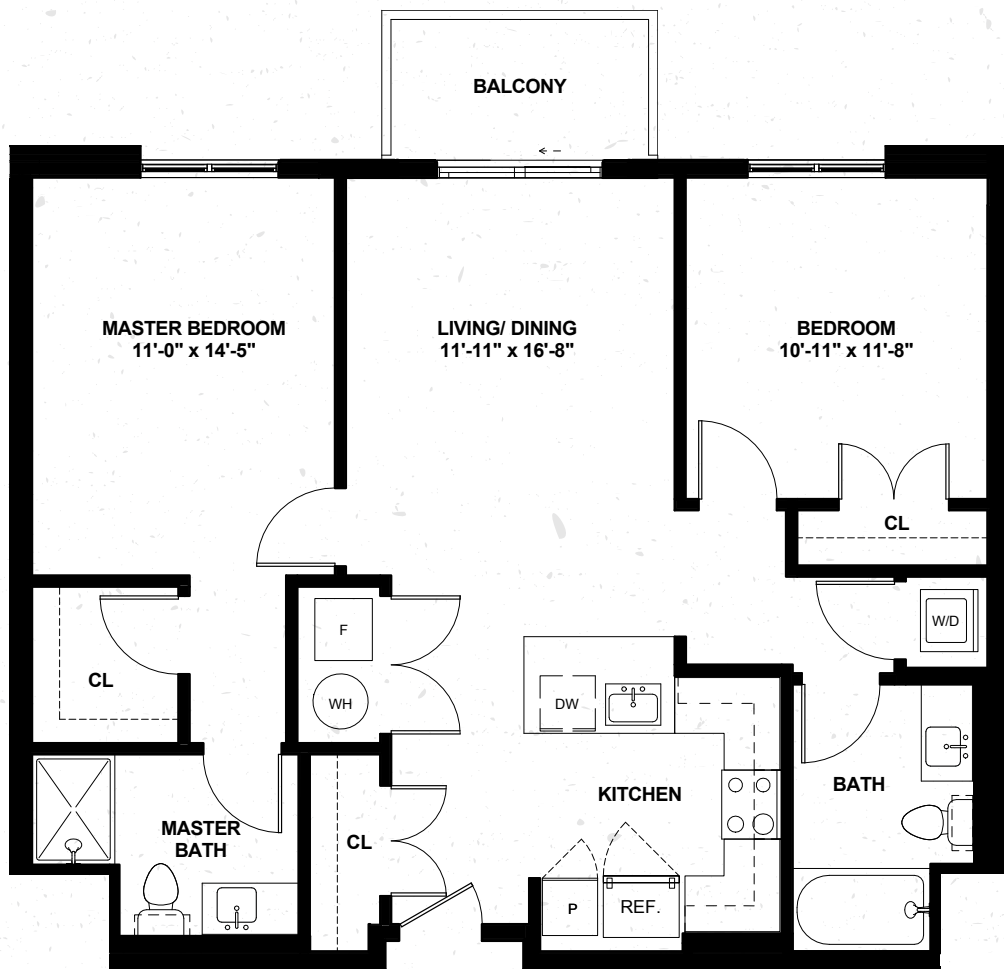 BALCONY
MASTER BEDROOM
11'-0" x 14'-5"
LIVING/ DINING
11'-11" x 16'-8"
BEDROOM
10'-11" x 11'-8"
CL
F
W/D
CL
WH
DW
KITCHEN
BATH
MASTER
BATH
CL
P
REF.